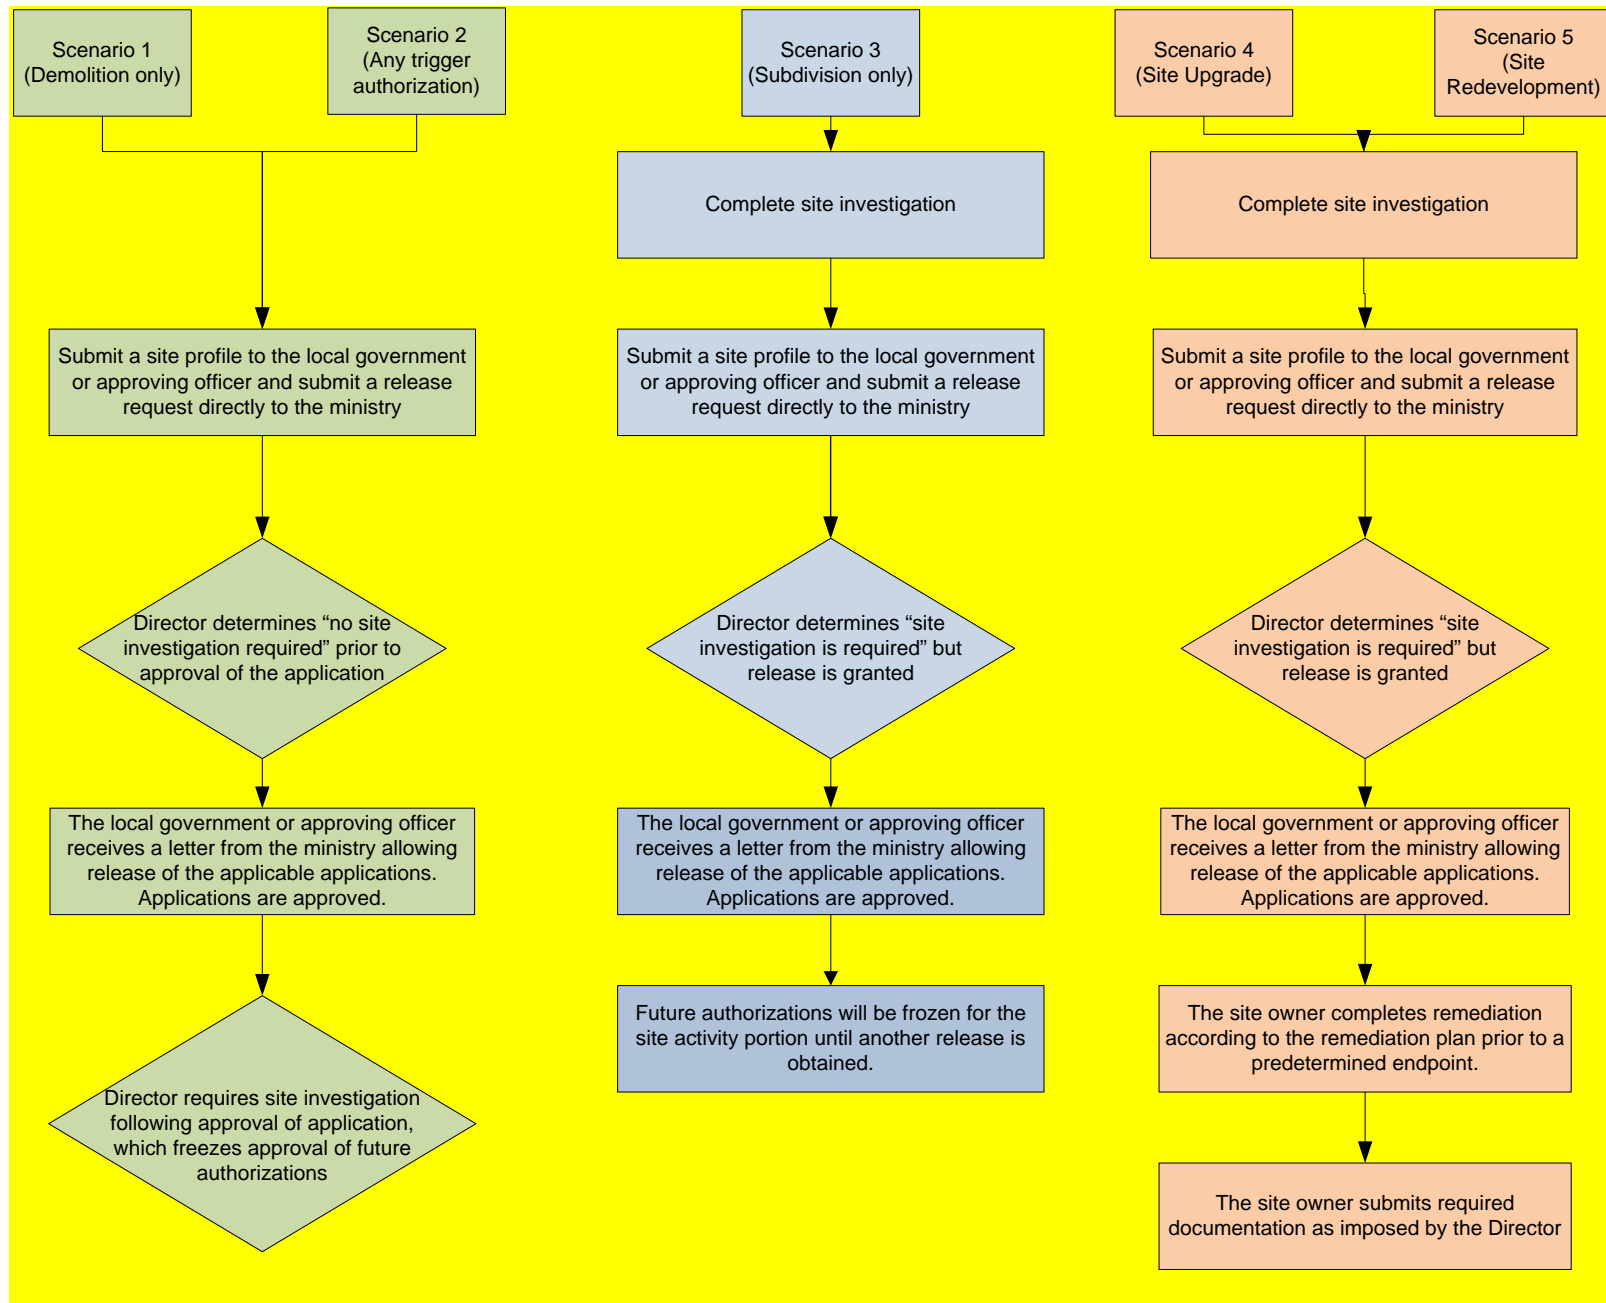 Scenario 1
(Demolition only)
Scenario 2
(Any trigger
authorization)
Scenario 3
(Subdivision only)
Scenario 4
(Site Upgrade)
Scenario 5
(Site
Redevelopment)
Complete site investigation
Complete site investigation
Submit a site profile to the local government
or approving officer and submit a release
request directly to the ministry
Submit a site profile to the local government
or approving officer and submit a release
request directly to the ministry
Submit a site profile to the local government
or approving officer and submit a release
request directly to the ministry
Director determines “no site
investigation required” prior to
approval of the application
Director determines “site
investigation is required” but
release is granted
Director determines “site
investigation is required” but
release is granted
The local government or approving officer
receives a letter from the ministry allowing
release of the applicable applications.
Applications are approved.
The local government or approving officer
receives a letter from the ministry allowing
release of the applicable applications.
Applications are approved.
The local government or approving officer
receives a letter from the ministry allowing
release of the applicable applications.
Applications are approved.
Director requires site investigation
following approval of application,
which freezes approval of future
authorizations
Future authorizations will be frozen for the
site activity portion until another release is
obtained.
The site owner completes remediation
according to the remediation plan prior to a
predetermined endpoint.
The site owner submits required
documentation as imposed by the Director